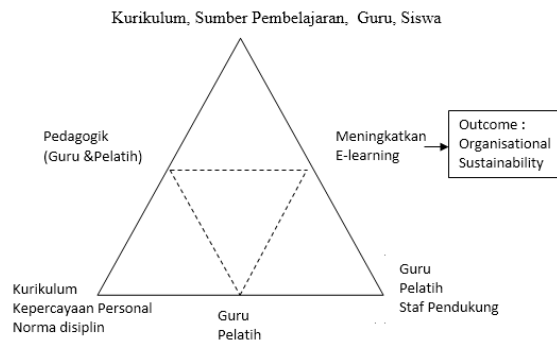 Kurikulum, Sumber Pembelajaran, Guru, Siswa
Pedagogik
(Guru &Pelatih)
Meningkatkan
E-learning
Outcome :
Organisational
Sustainability
Kurikulum
Kepercayaan Personal
Norma disiplin
Guru
Pelatih
Guru
Pelatih
Staf Pendukung